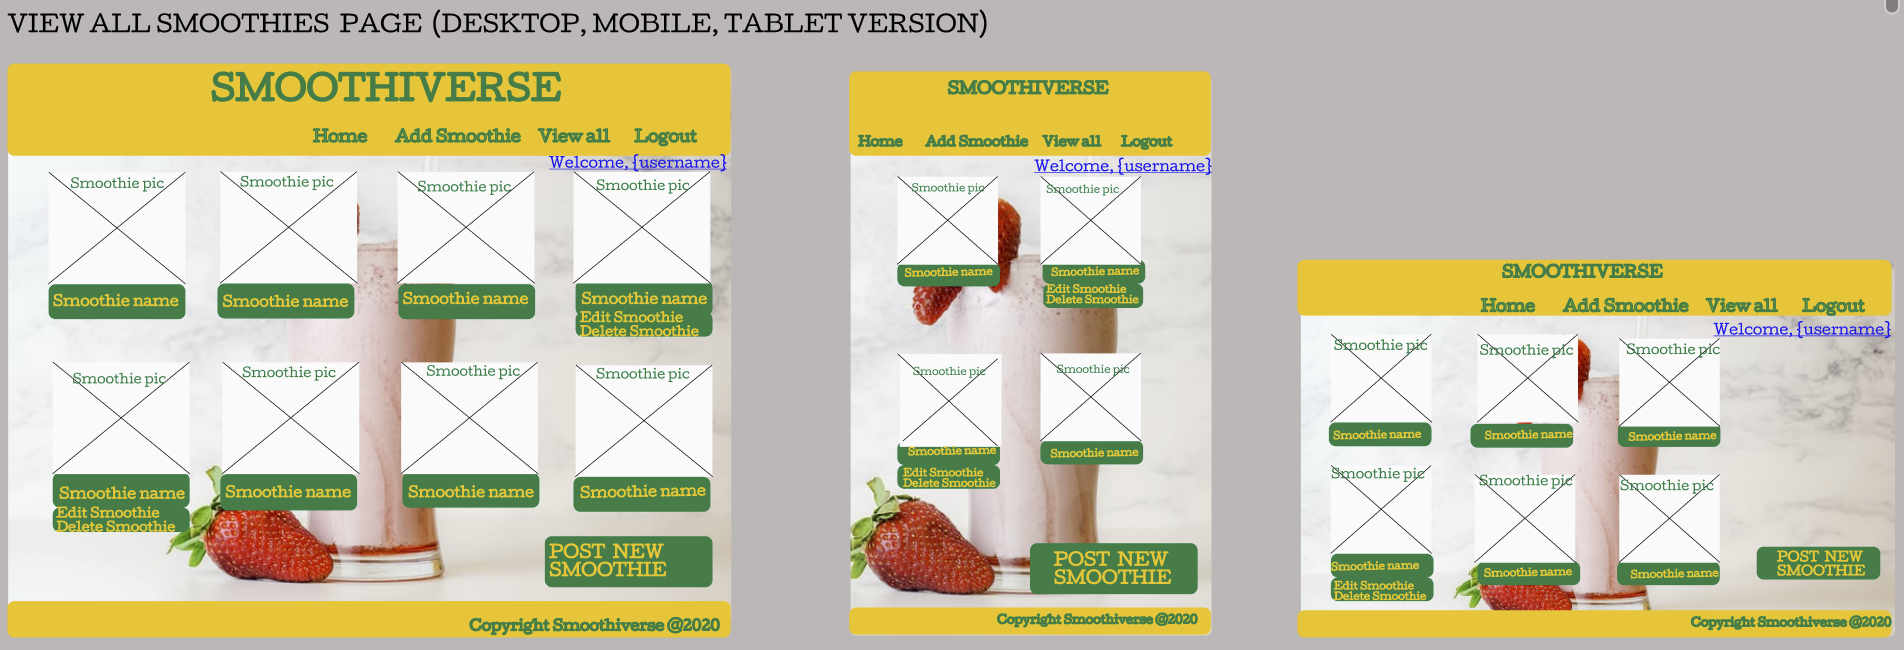 VIEW ALL SMOOTHIES PAGE (DESKTOP, MOBILE, TABLET VERSION)
SMOOTHIVERSE
Home Add Smoothie View all Logout
Welcome, {username}
Smoothie pic Smoothie pic Smoothie pic Smoothie pic
Smoothie name Smoothie name Smoothie name Smoothie name
Edit Smoothie
Delete Smoothie
Smoothie pic Smoothie pic Smoothie pic Smoothie pic
Smoothie name Smoothie name Smoothie name Smoothie name
Edit Smoothie
Delete Smoothie
POST NEW
SMOOTHIE
Copyright Smoothiverse @2020
SMOOTHIVERSE
Home Add Smoothie View all Logout
Welcome, {username}
Smoothie pic Smoothie pic
Smoothie name Smoothie name
Edit Smoothie
Delete Smoothie
Smoothie pic Smoothie pic
Smoothie name Smoothie name
Edit Smoothie
Delete Smoothie
POST NEW
SMOOTHIE
Copyright Smoothiverse @2020
SMOOTHIVERSE
Home Add Smoothie View all Logout
Welcome, {username}
Smoothie pic Smoothie pic Smoothie pic
Smoothie name Smoothie name Smoothie name
Smoothie pic Smoothie pic Smoothie pic
Smoothie name Smoothie name Smoothie name
Edit Smoothie
Delete Smoothie
POST NEW
SMOOTHIE
Copyright Smoothiverse @2020